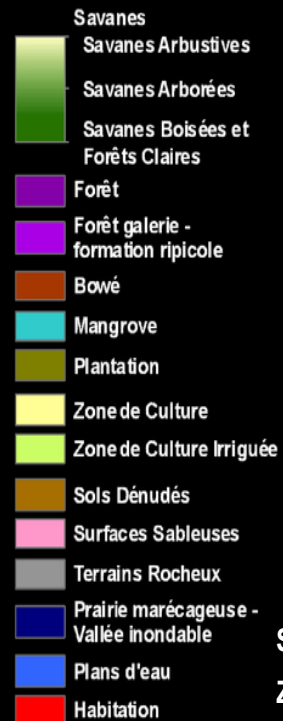 Savanes
Savanes Arbustives
Savanes Arborées
Savanes Boisées et
Forêts Claires
Forêt
Forêt galerie -
formation ripicole
Bowé
Mangrove
Plantation
Zone de Culture
Zone de Culture Irriguée
Sols Dénudés
Surfaces Sableuses
Terrains Rocheux
Prairie marécageuse -
Vallée inondable
Plans d'eau
Habitation